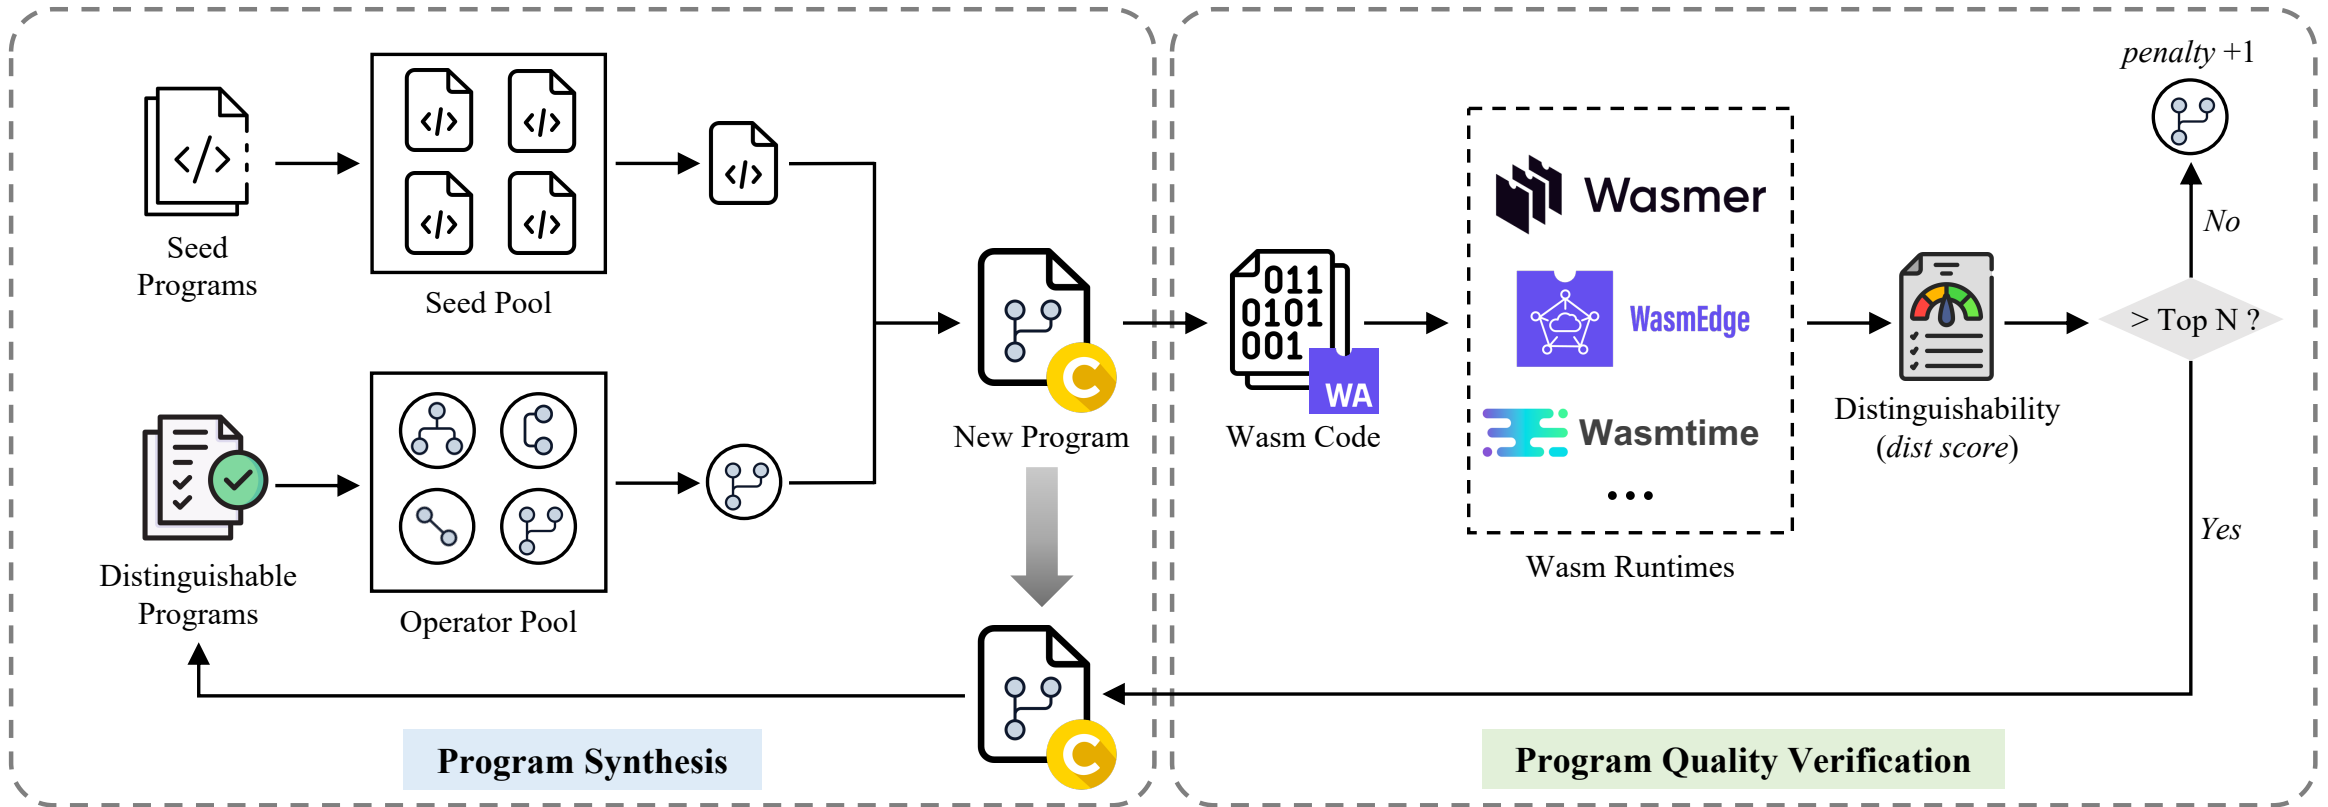 Seed
Programs
Seed Pool
Distinguishable
Programs
Operator Pool
New Program
C
C
Program Synthesis
011
0101
001
WA
Wasm Code
Wasmer
WasmEdge
Wasmtime
...
Wasm Runtimes
Distinguishability
(dist score)
> Top N ?
No
penalty +1
Yes
Program Quality Verification